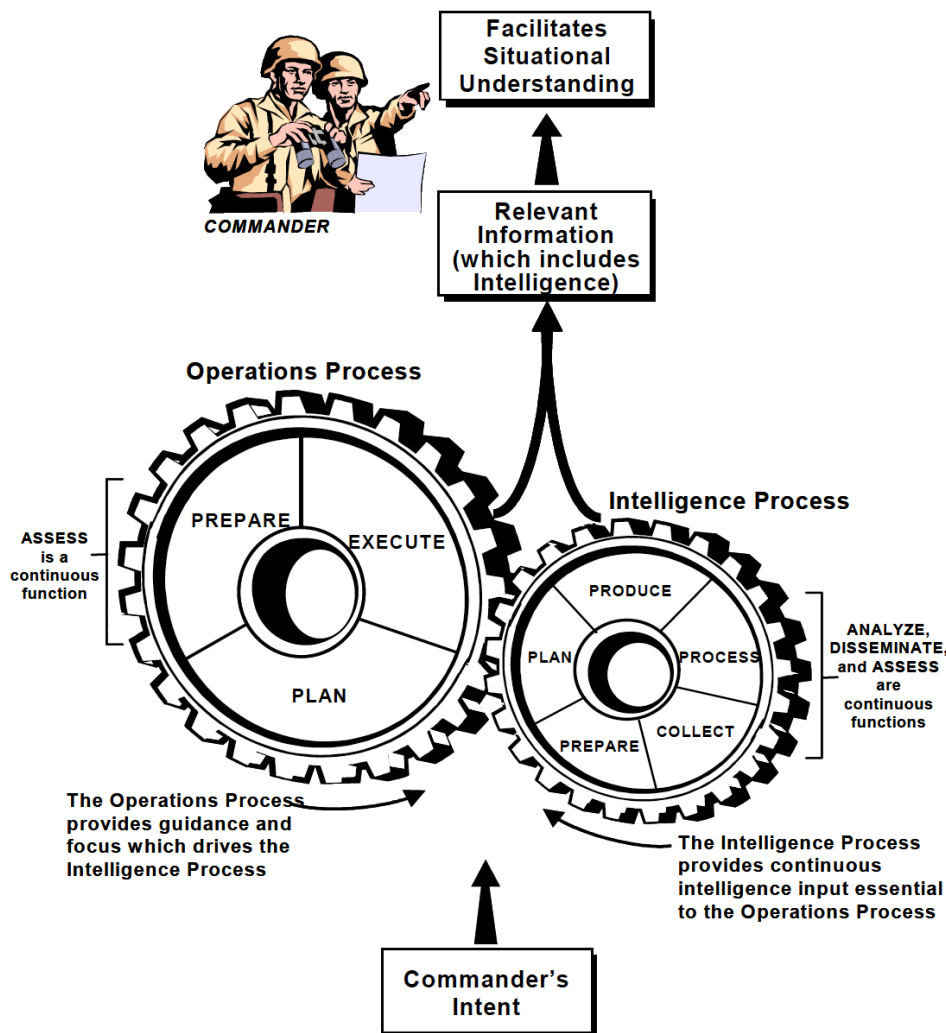 Facilitates
Situational
Understanding
COMMANDER
Relevant
Information
(which includes
Intelligence)
Operations Process
ASSESS
is a
continuous
function
PREPARE
EXECUTE
PLAN
Intelligence Process
PRODUCE
PLAN
PROCESS
PREPARE
COLLECT
ANALYZE,
DISSEMINATE,
and ASSESS
are
continuous
functions
The Operations Process
provides guidance and
focus which drives the
Intelligence Process
The Intelligence Process
provides continuous
intelligence input essential
to the Operations Process
Commander's
Intent